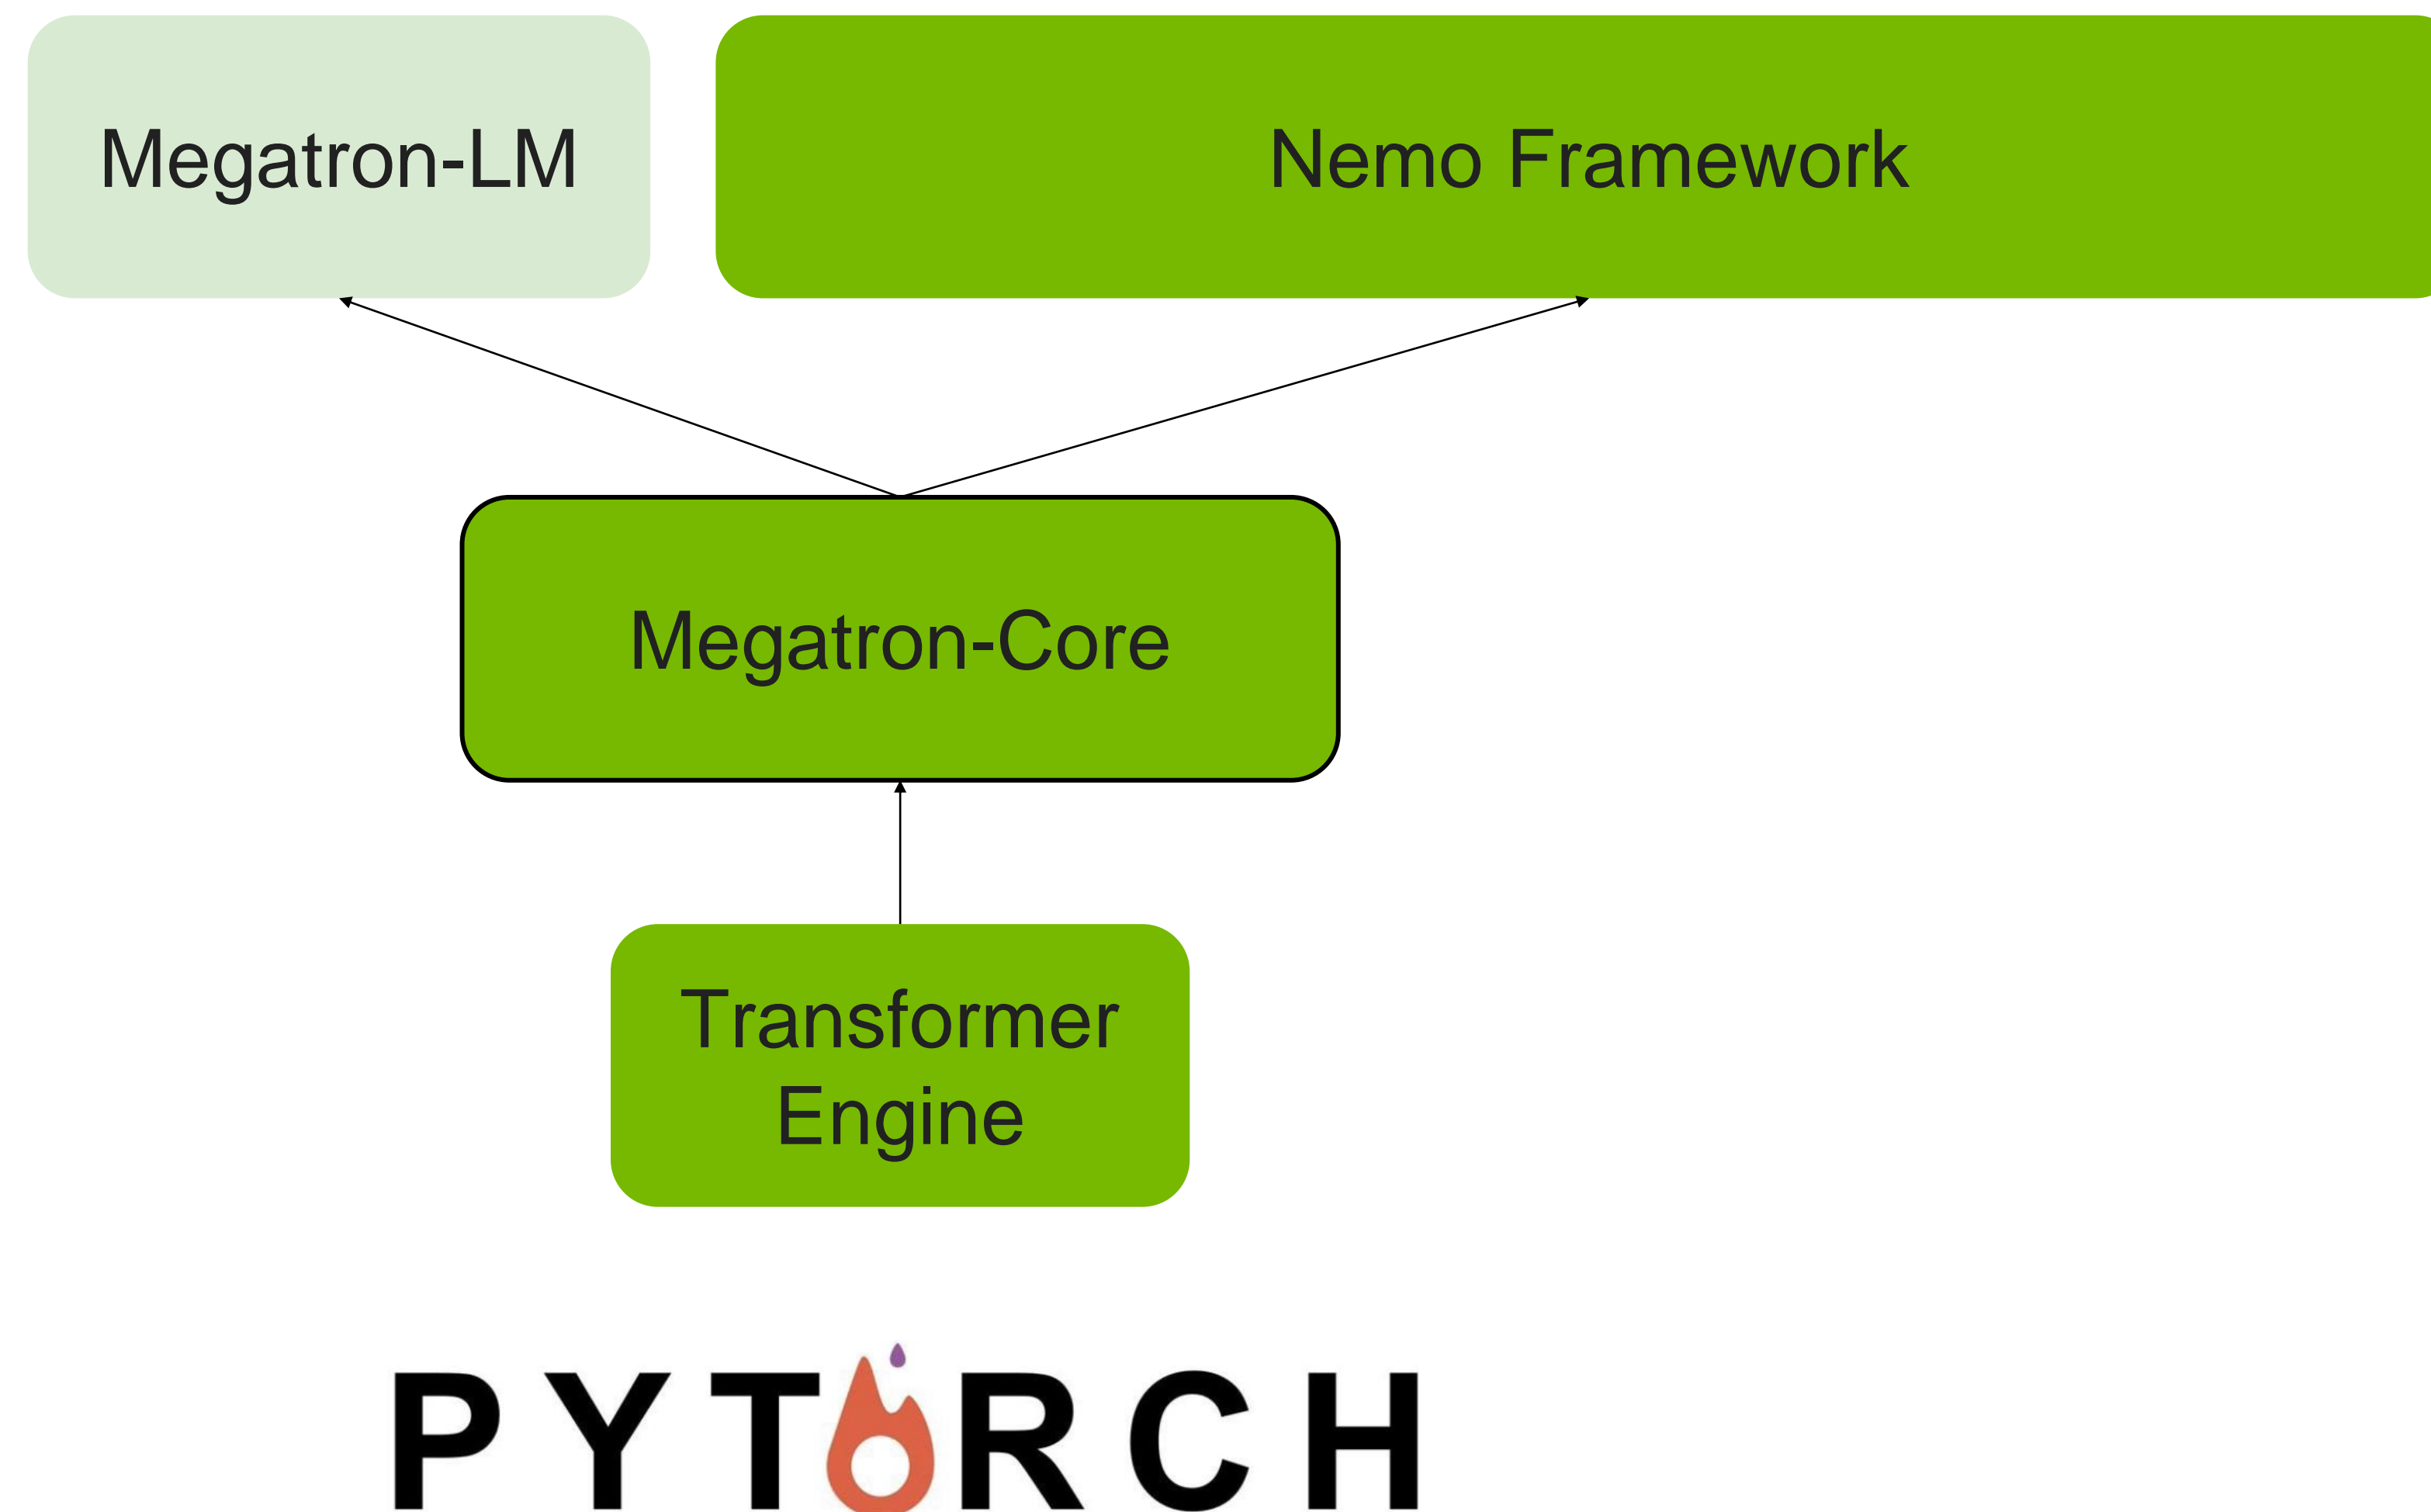 Megatron-LM
Nemo Framework
Megatron-Core
Transformer
Engine
PYTORCH